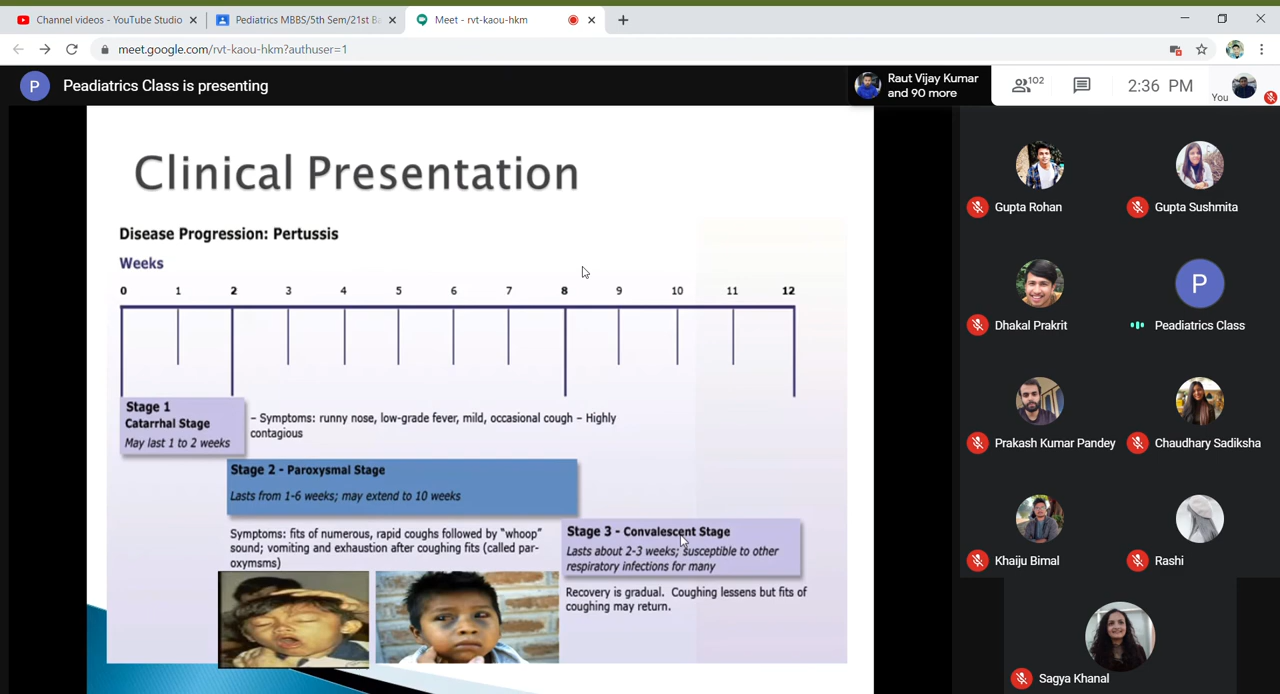 Channel videos - YouTube Studio
Pediatrics MBBS/5th Sem/21st Ba
Meet - rvt-kaou-hkm
meet.google.com/rvt-kaou-hkm?authuser=1
P
Peadiatrics Class is presenting
Raut Vijay Kumar
and 90 more
102
2:36 PM
You
Clinical Presentation
Disease Progression: Pertussis
Weeks
0 1 2 3 4 5 6 7 8 9 10 11 12
Stage 1
Catarrhal Stage
May last 1 to 2 weeks
– Symptoms: runny nose, low-grade fever, mild, occasional cough – Highly
contagious
Stage 2 - Paroxysmal Stage
Lasts from 1-6 weeks; may extend to 10 weeks
Symptoms: fits of numerous, rapid coughs followed by "whoop"
sound; vomiting and exhaustion after coughing fits (called par-
oxymsms)
Stage 3 - Convalescent Stage
Lasts about 2-3 weeks; susceptible to other
respiratory infections for many
Recovery is gradual. Coughing lessens but fits of
coughing may return.
Gupta Rohan
Gupta Sushmita
Dhakal Prakrit
P
Peadiatrics Class
Prakash Kumar Pandey
Chaudhary Sadiksha
Khaiju Bimal
Rashi
Sagya Khanal